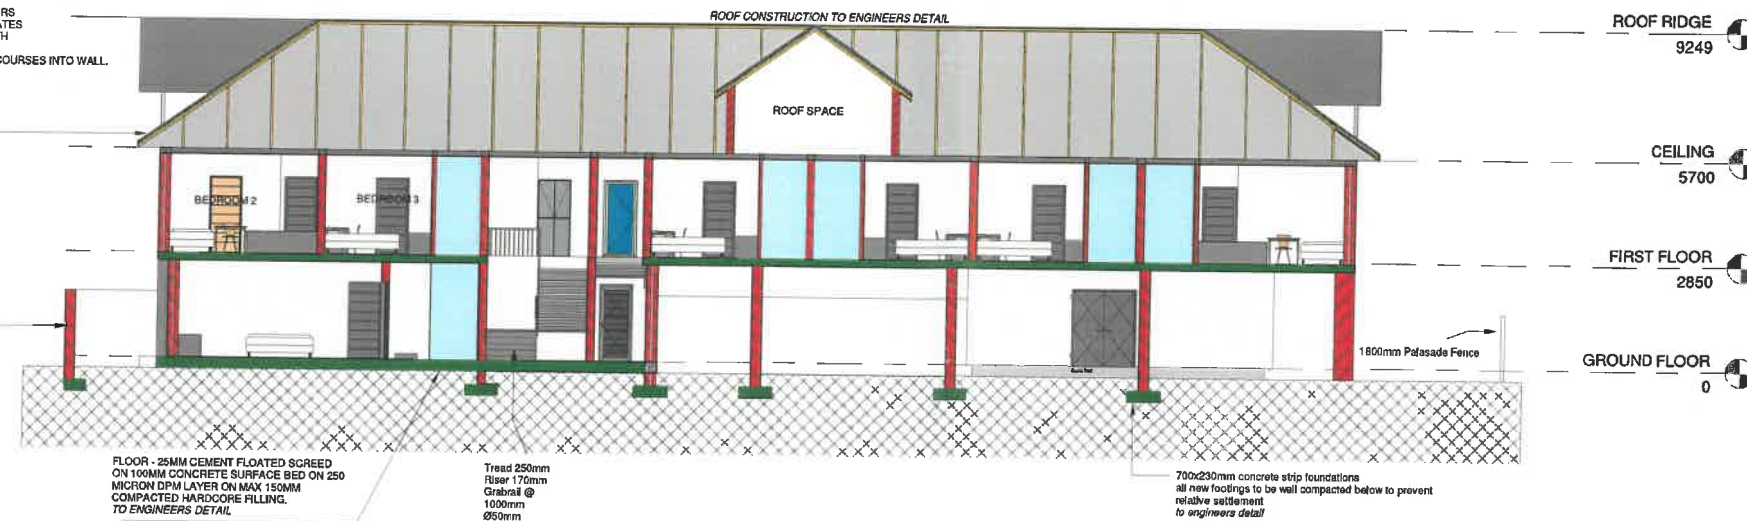 RS
ATES
TH
COURSES INTO WALL.
ROOF CONSTRUCTION TO ENGINEERS DETAIL
ROOF RIDGE
9249
ROOF SPACE
CEILING
5700
BEDROOM 2
BEDROOM 3
FIRST FLOOR
2850
1800mm Palasade Fence
GROUND FLOOR
0
FLOOR - 25MM CEMENT FLOATED SCREED
ON 100MM CONCRETE SURFACE BED ON 250
MICRON DPM LAYER ON MAX 150MM
COMPACTED HARDCORE FILLING.
TO ENGINEERS DETAIL
Tread 250mm
Riser 170mm
Grabrail @
1000mm
Ø50mm
700x230mm concrete strip foundations
all new footings to be well compacted below to prevent
relative settlement
to engineers detail